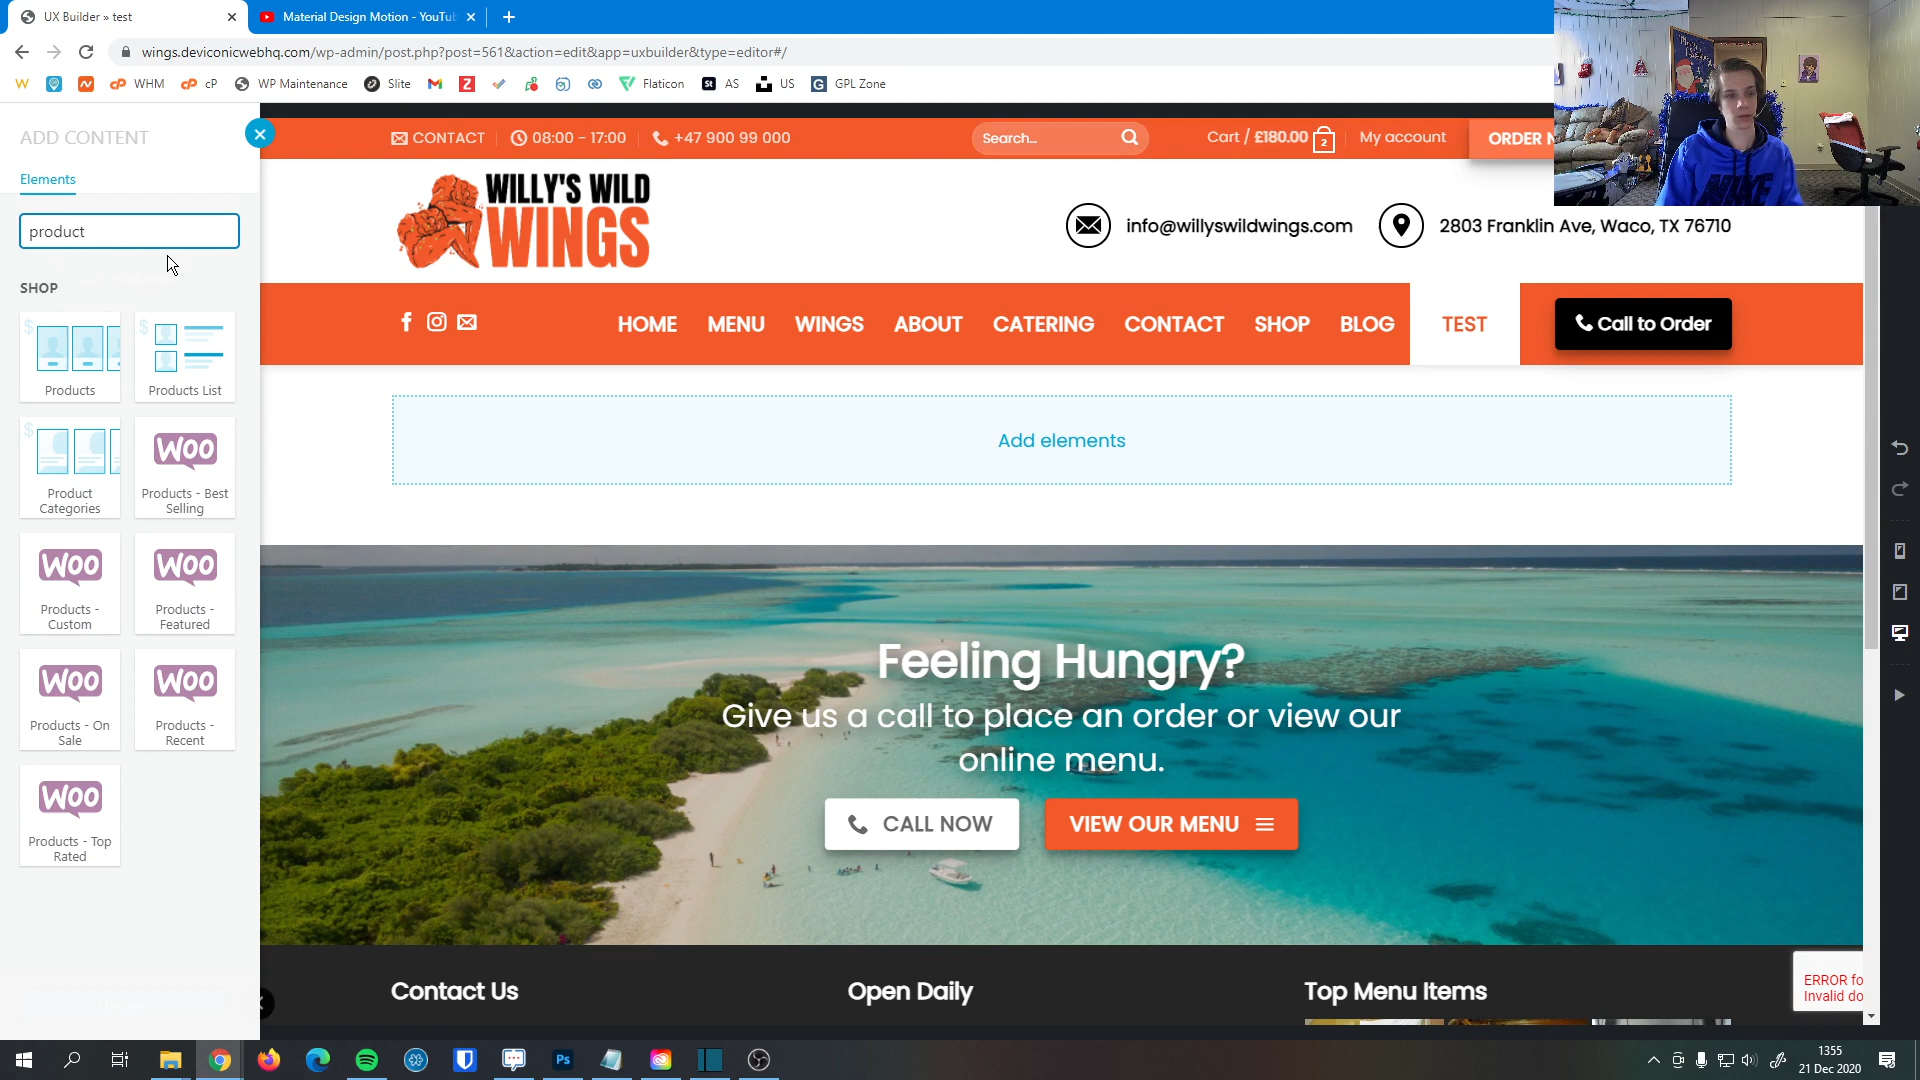 UX Builder » test
Material Design Motion - YouTub
wings.deviconicwebhq.com/wp-admin/post.php?post=561&action=edit&app=uxbuilder&type=editor#/
WHM
cP
WP Maintenance
Slite
Flaticon
AS
US
GPL Zone
ADD CONTENT
Elements
product
SHOP
Products
Products List
Product
Categories
WOO
Products - Best
Selling
WOO
Products -
Custom
WOO
Products -
Featured
WOO
Products - On
Sale
WOO
Products -
Recent
WOO
Products - Top
Rated
CONTACT
08:00 - 17:00
+47 900 99 000
Search...
Cart / £180.00
2
My account
ORDER N
WILLY'S WILD
WINGS
info@willyswildwings.com
2803 Franklin Ave, Waco, TX 76710
HOME
MENU
WINGS
ABOUT
CATERING
CONTACT
SHOP
BLOG
TEST
Call to Order
Add elements
Feeling Hungry?
Give us a call to place an order or view our
online menu.
CALL NOW
VIEW OUR MENU
Contact Us
Open Daily
Top Menu Items
ERROR fo
Invalid do
1355
21 Dec 2020